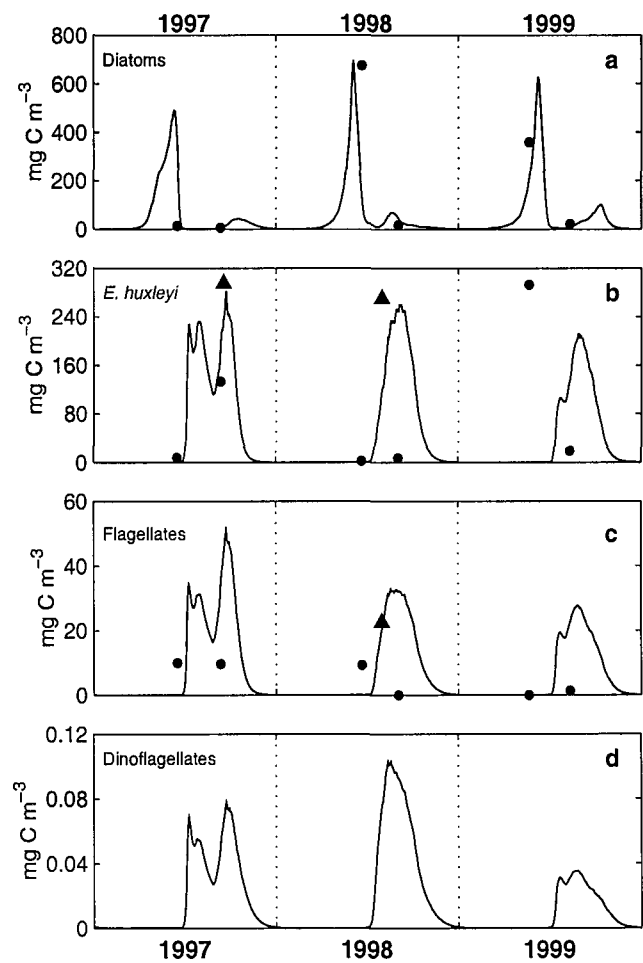 1997 1998 1999
800
600
400
200
0
mg C m⁻³
Diatoms
a
320
240
160
80
0
mg C m⁻³
E. huxleyi
b
60
40
20
0
mg C m⁻³
Flagellates
c
0.12
0.08
0.04
0
mg C m⁻³
Dinoflagellates
d
1997 1998 1999